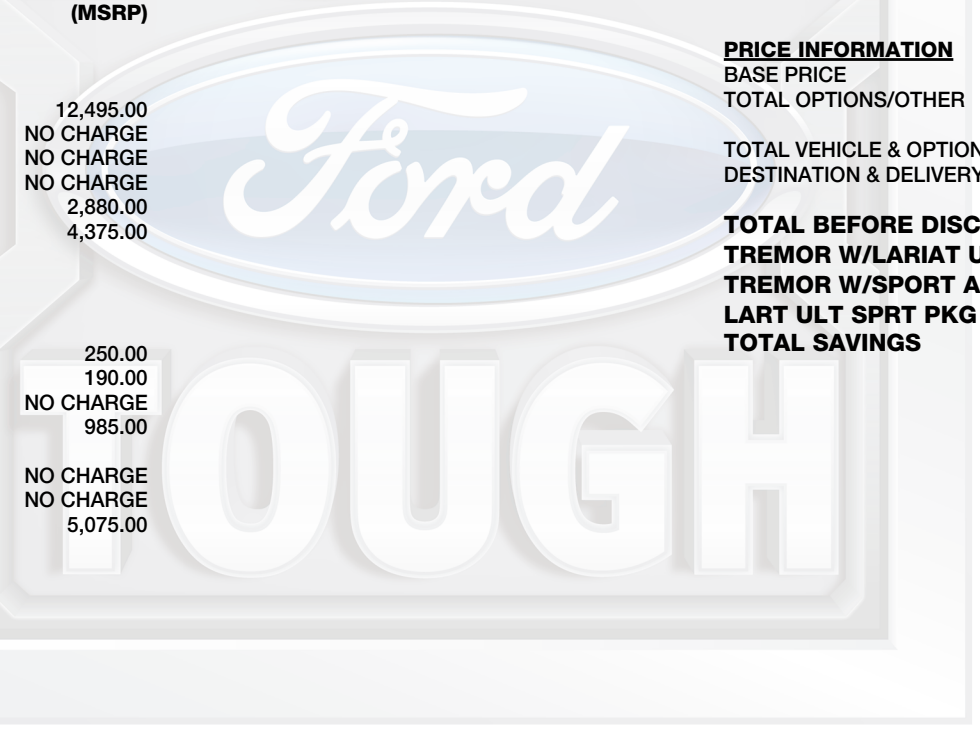 (MSRP)
12,495.00
NO CHARGE
NO CHARGE
NO CHARGE
2,880.00
4,375.00
250.00
190.00
NO CHARGE
985.00
NO CHARGE
NO CHARGE
5,075.00
PRICE INFORMATION
BASE PRICE
TOTAL OPTIONS/OTHER
TOTAL VEHICLE & OPTION
DESTINATION & DELIVERY
TOTAL BEFORE DISC
TREMOR W/LARIAT U
TREMOR W/SPORT A
LART ULT SPRT PKG
TOTAL SAVINGS
Ford
TOUGH